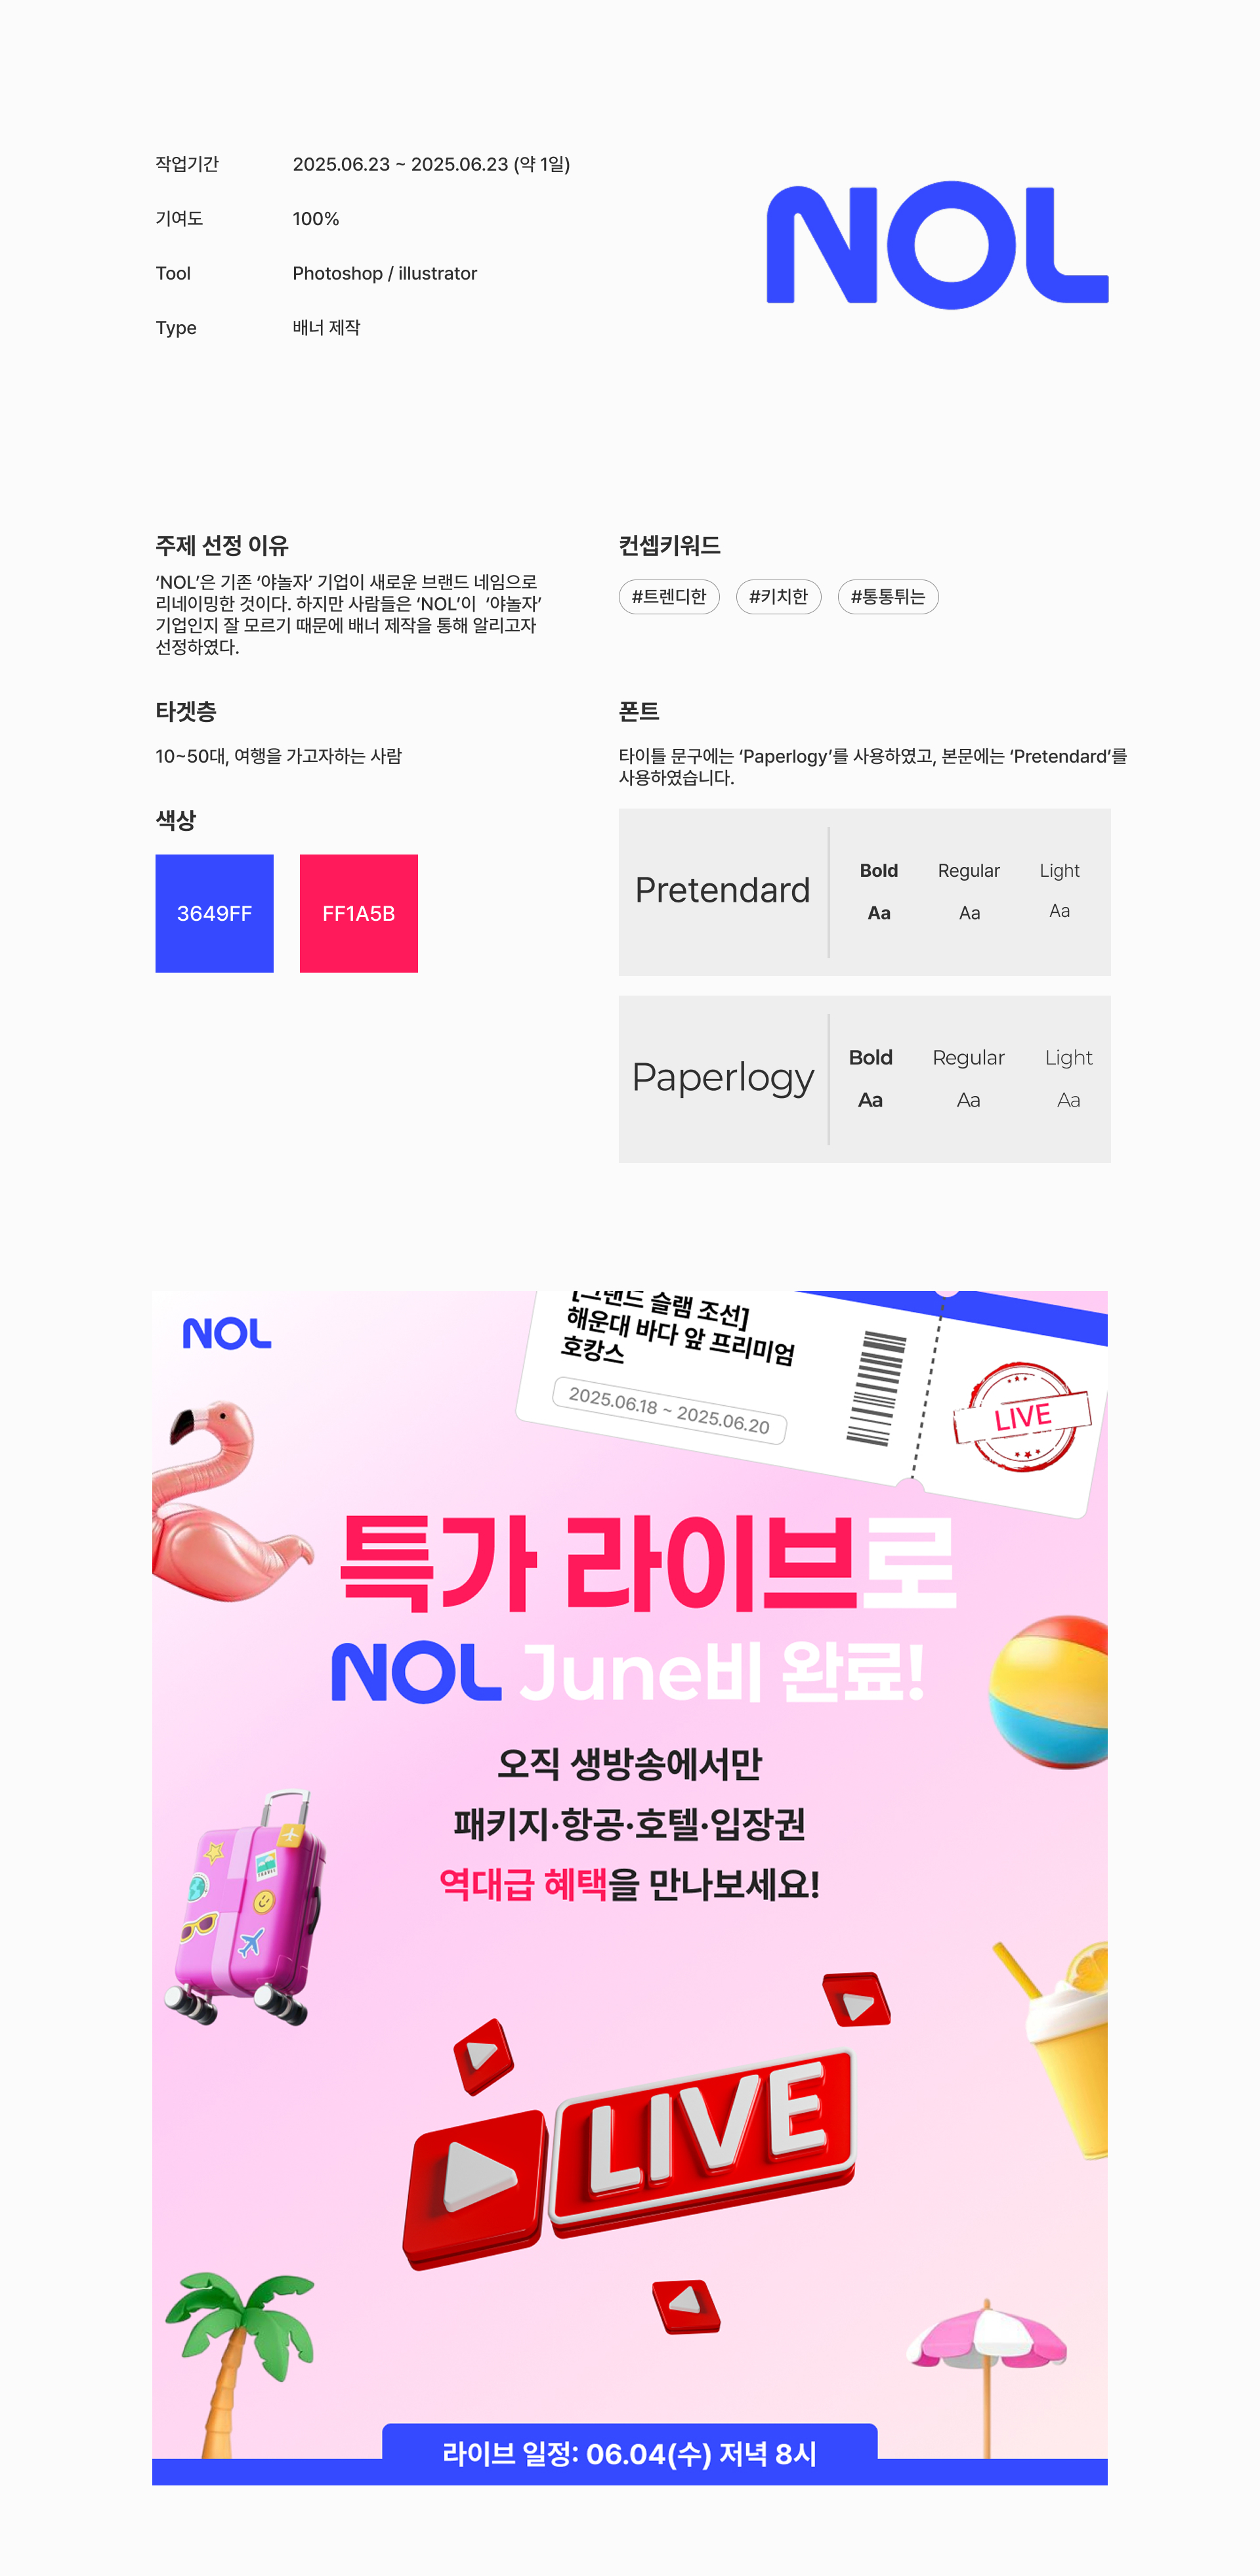 작업기간 2025.06.23 ~ 2025.06.23 (약 1일)
기여도 100%
Tool Photoshop / illustrator
Type 배너 제작
NOL
주제 선정 이유
‘NOL’은 기존 ‘야놀자’ 기업이 새로운 브랜드 네임으로
리네이밍한 것이다. 하지만 사람들은 ‘NOL’이 ‘야놀자’
기업인지 잘 모르기 때문에 배너 제작을 통해 알리고자
선정하였다.
컨셉키워드
#트렌디한 #키치한 #통통튀는
타겟층
10~50대, 여행을 가고자하는 사람
색상
3649FF FF1A5B
폰트
타이틀 문구에는 ‘Paperlogy’를 사용하였고, 본문에는 ‘Pretendard’를
사용하였습니다.
Pretendard
Bold Regular Light
Aa Aa Aa
Paperlogy
Bold Regular Light
Aa Aa Aa
NOL
[그랜드 슬램 조선]
해운대 바다 앞 프리미엄
호캉스
2025.06.18 ~ 2025.06.20
LIVE
특가 라이브로
NOL June비 완료!
오직 생방송에서만
패키지·항공·호텔·입장권
역대급 혜택을 만나보세요!
LIVE
라이브 일정: 06.04(수) 저녁 8시